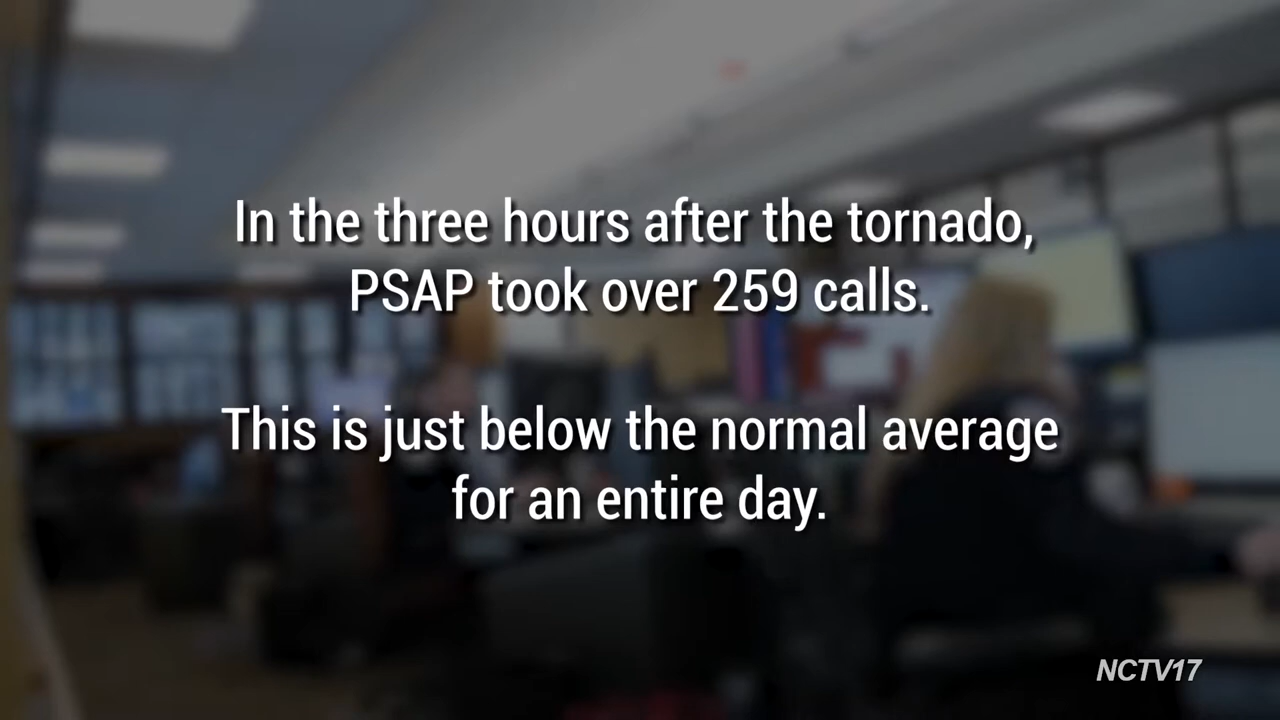 In the three hours after the tornado,
PSAP took over 259 calls.
This is just below the normal average
for an entire day.
NCTV17